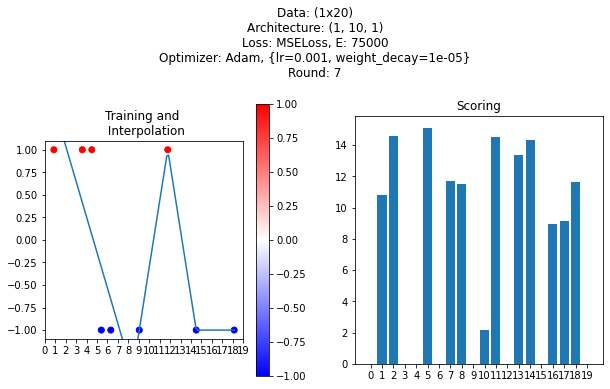 Data: (1x20)
Architecture: (1, 10, 1)
Loss: MSELoss, E: 75000
Optimizer: Adam, {lr=0.001, weight_decay=1e-05}
Round: 7
Training and
Interpolation
1.00
0.75
0.50
0.25
0.00
−0.25
−0.50
−0.75
−1.00
0 1 2 3 4 5 6 7 8 9 10 11 12 13 14 15 16 17 18 19
1.00
0.75
0.50
0.25
0.00
−0.25
−0.50
−0.75
−1.00
Scoring
14
12
10
8
6
4
2
0
0 1 2 3 4 5 6 7 8 9 10 11 12 13 14 15 16 17 18 19